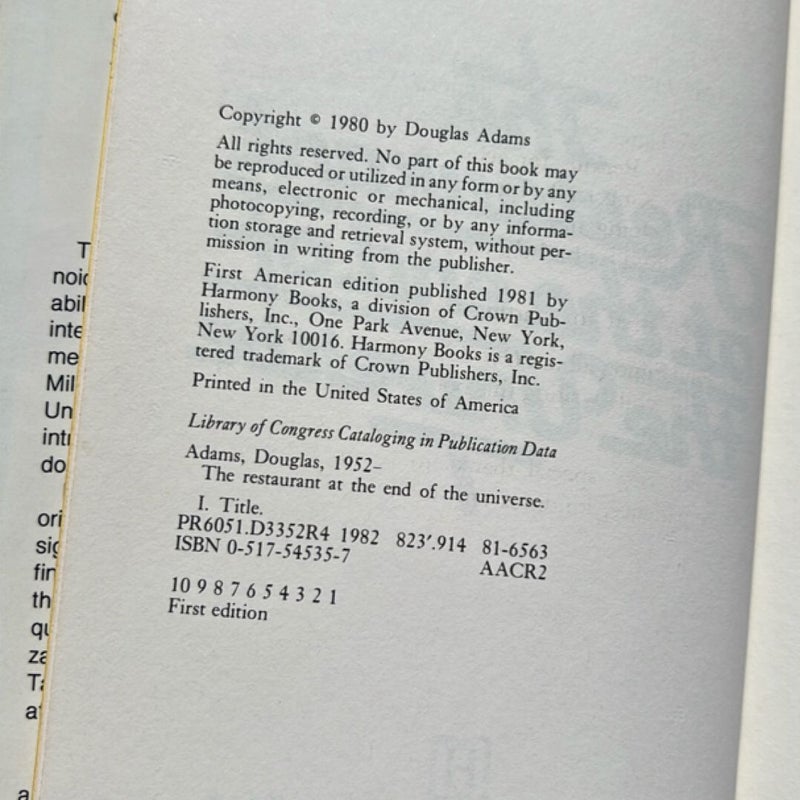 Copyright © 1980 by Douglas Adams
All rights reserved. No part of this book may
be reproduced or utilized in any form or by any
means, electronic or mechanical, including
photocopying, recording, or by any informa-
tion storage and retrieval system, without per-
mission in writing from the publisher.
First American edition published 1981 by
Harmony Books, a division of Crown Pub-
lishers, Inc., One Park Avenue, New York,
New York 10016. Harmony Books is a regis-
tered trademark of Crown Publishers, Inc.
Printed in the United States of America
Library of Congress Cataloging in Publication Data
Adams, Douglas, 1952–
The restaurant at the end of the universe.
I. Title.
PR6051.D3352R4 1982 823′.914 81-6563
ISBN 0-517-54535-7 AACR2
10 9 8 7 6 5 4 3 2 1
First edition